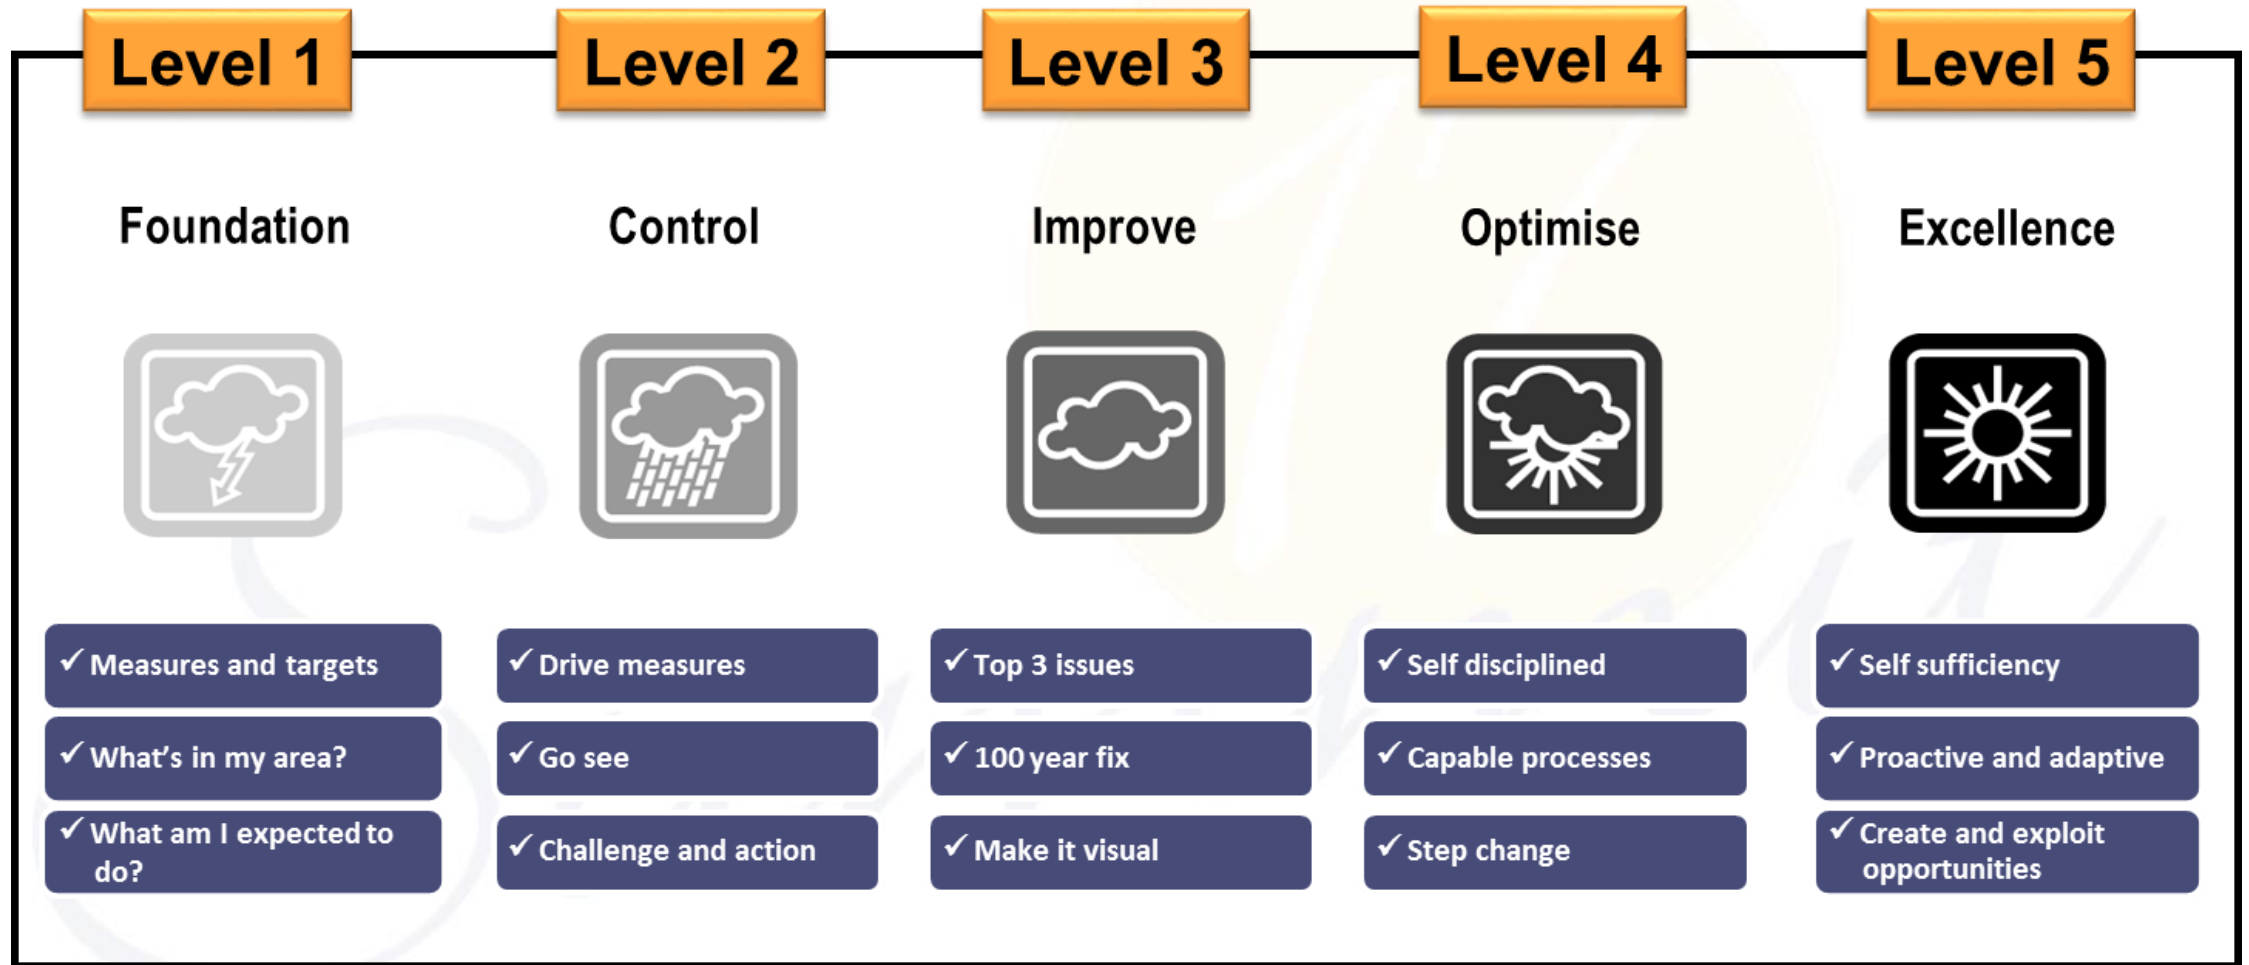 Level 1
Level 2
Level 3
Level 4
Level 5
Foundation
Control
Improve
Optimise
Excellence
✓ Measures and targets
✓ What's in my area?
✓ What am I expected to
do?
✓ Drive measures
✓ Go see
✓ Challenge and action
✓ Top 3 issues
✓ 100 year fix
✓ Make it visual
✓ Self disciplined
✓ Capable processes
✓ Step change
✓ Self sufficiency
✓ Proactive and adaptive
✓ Create and exploit
opportunities